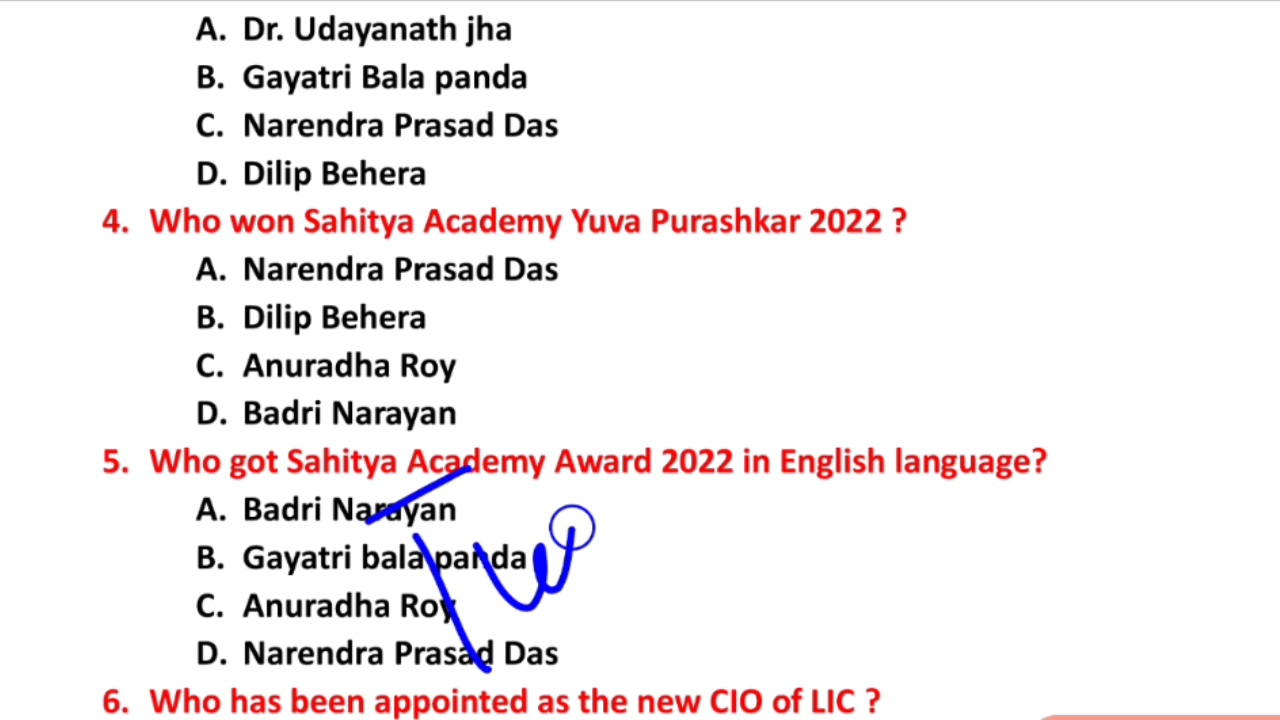 A. Dr. Udayanath jha
B. Gayatri Bala panda
C. Narendra Prasad Das
D. Dilip Behera
4. Who won Sahitya Academy Yuva Purashkar 2022 ?
A. Narendra Prasad Das
B. Dilip Behera
C. Anuradha Roy
D. Badri Narayan
5. Who got Sahitya Academy Award 2022 in English language?
A. Badri Narayan
B. Gayatri bala panda
C. Anuradha Roy
D. Narendra Prasad Das
6. Who has been appointed as the new CIO of LIC ?